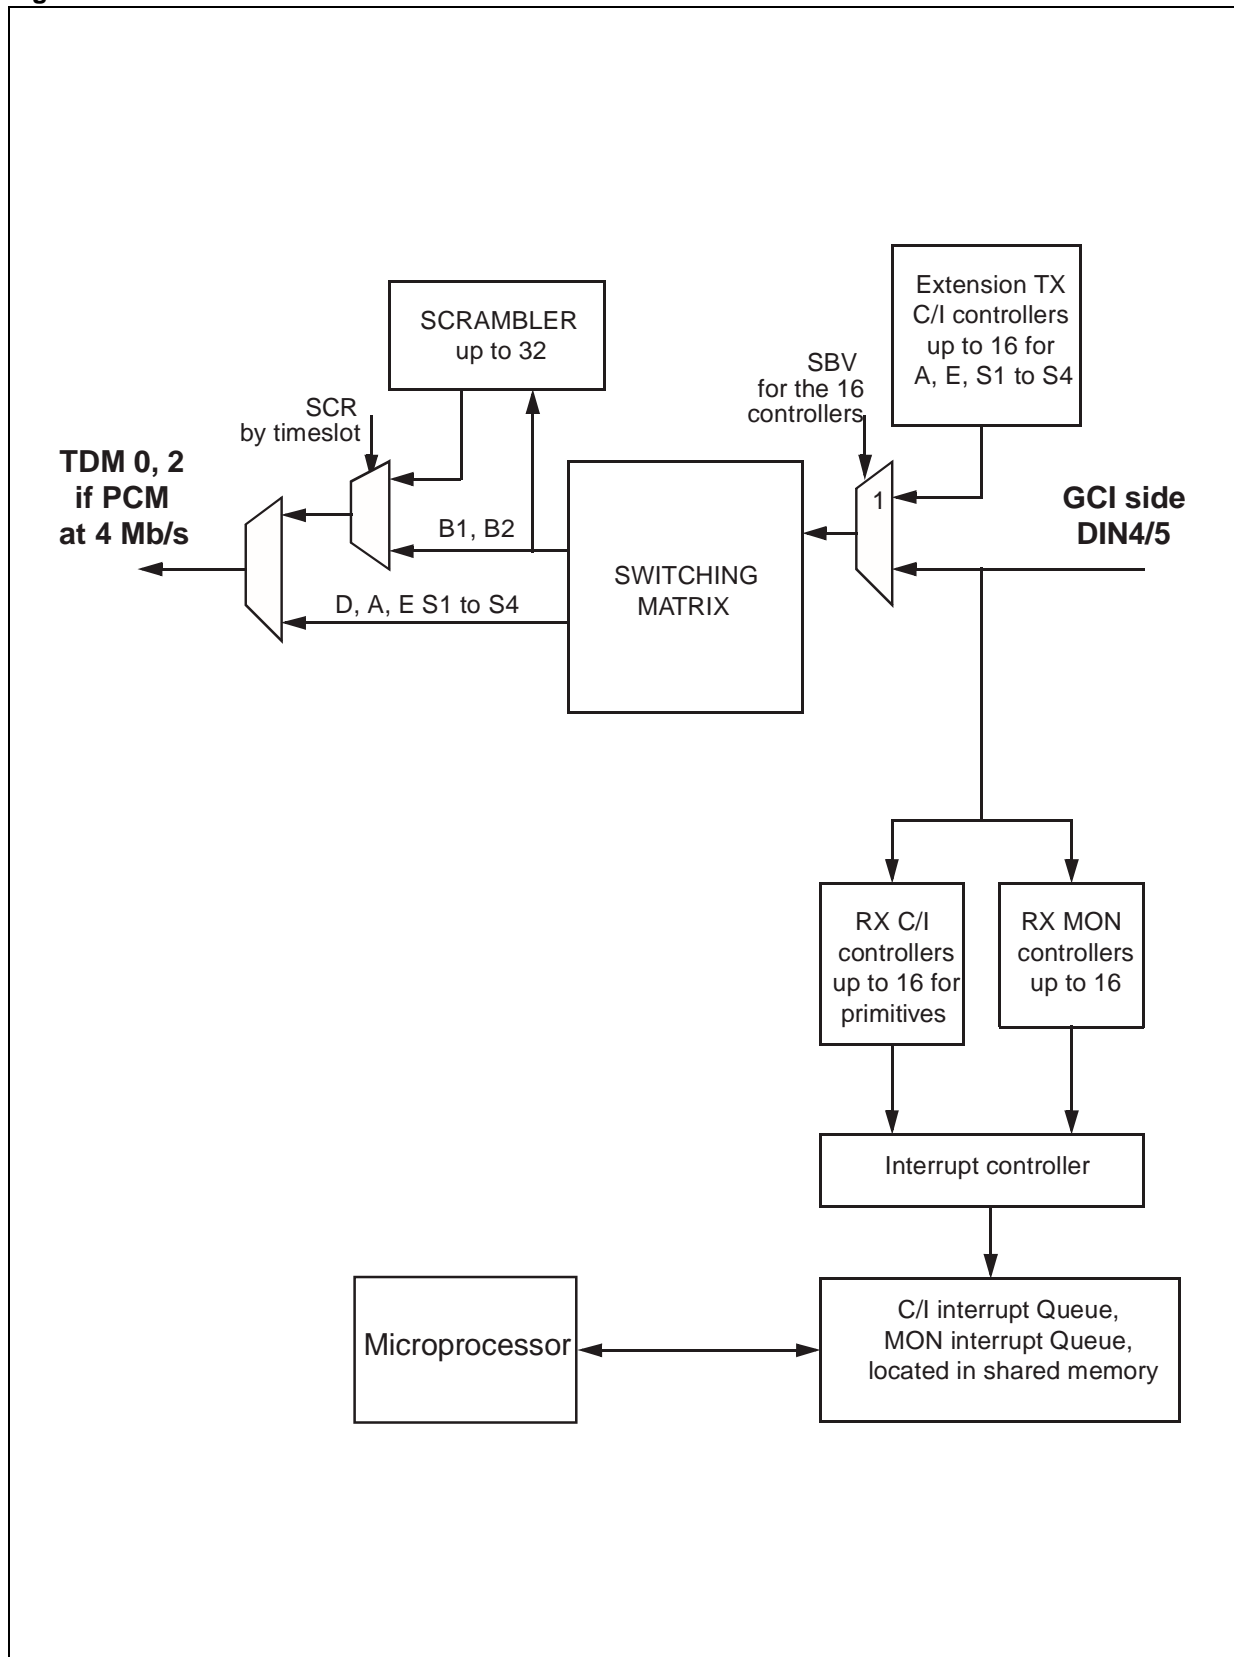 Extension TX
C/I controllers
up to 16 for
A, E, S1 to S4
SCRAMBLER
up to 32
SBV
for the 16
controllers
SCR
by timeslot
TDM 0, 2
if PCM
at 4 Mb/s
1
GCI side
DIN4/5
B1, B2
SWITCHING
MATRIX
D, A, E S1 to S4
RX C/I
controllers
up to 16 for
primitives
RX MON
controllers
up to 16
Interrupt controller
Microprocessor
C/I interrupt Queue,
MON interrupt Queue,
located in shared memory